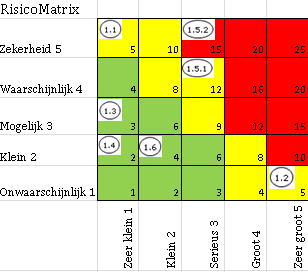 RisicoMatrix
1.1 1.5.2
Zekerheid 5 5 10 15 20 25
1.5.1
Waarschijnlijk 4 4 8 12 16 20
1.3
Mogelijk 3 3 6 9 12 15
1.4 1.6
Klein 2 2 4 6 8 10
1.2
Onwaarschijnlijk 1 1 2 3 4 5
Zeer klein 1
Klein 2
Serieus 3
Groot 4
Zeer groot 5